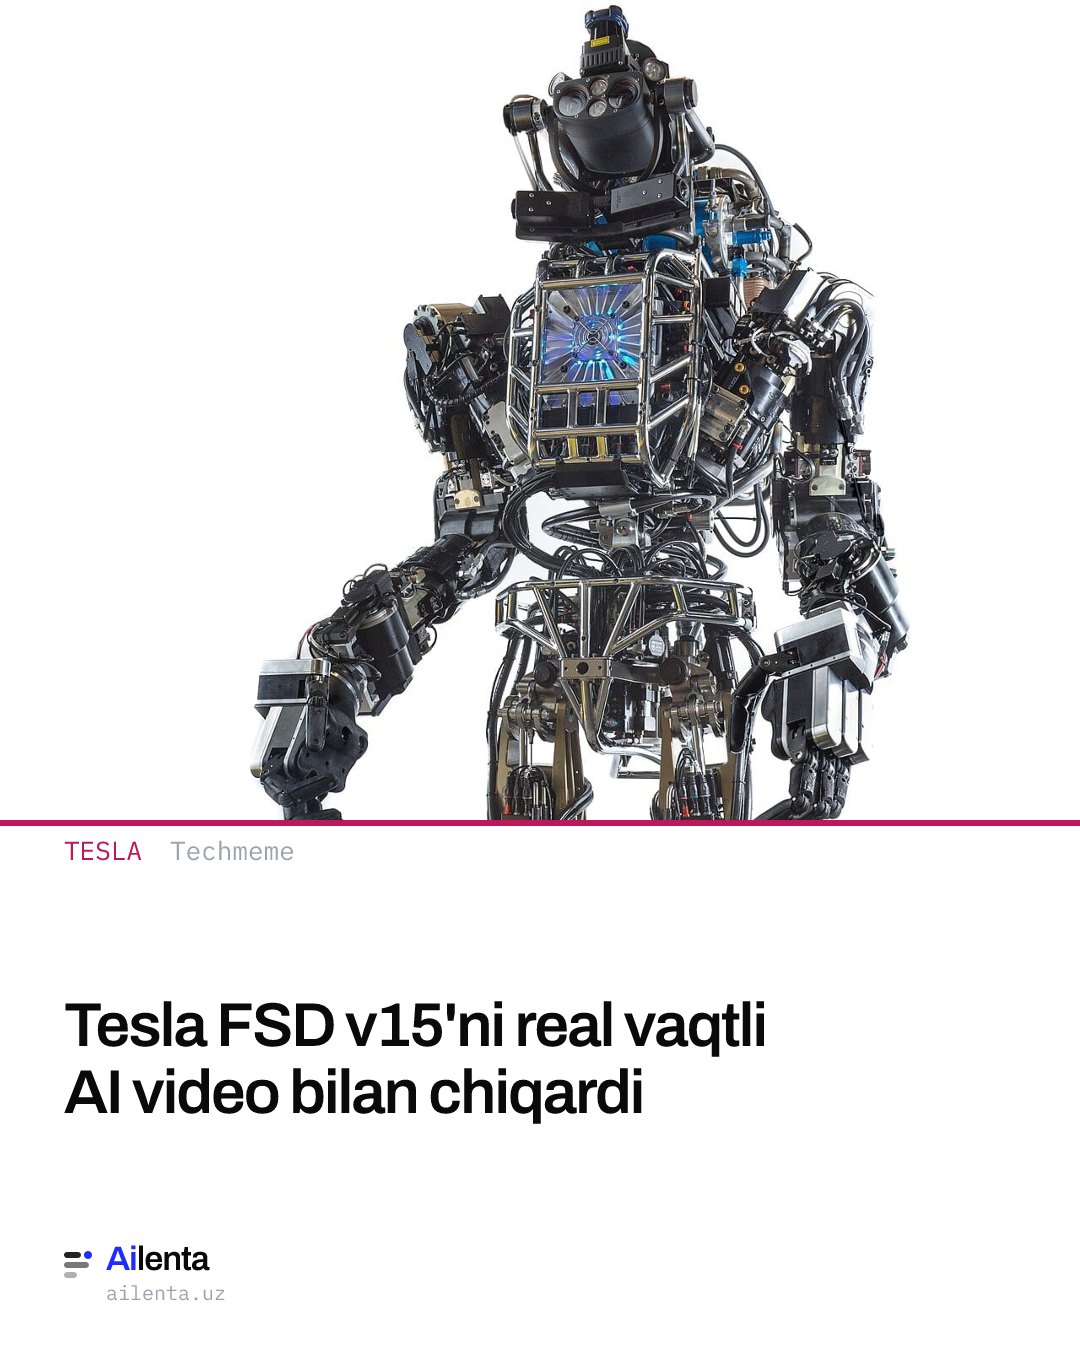 TESLA Techmeme
Tesla FSD v15'ni real vaqtli
AI video bilan chiqardi
Ailenta
ailenta.uz